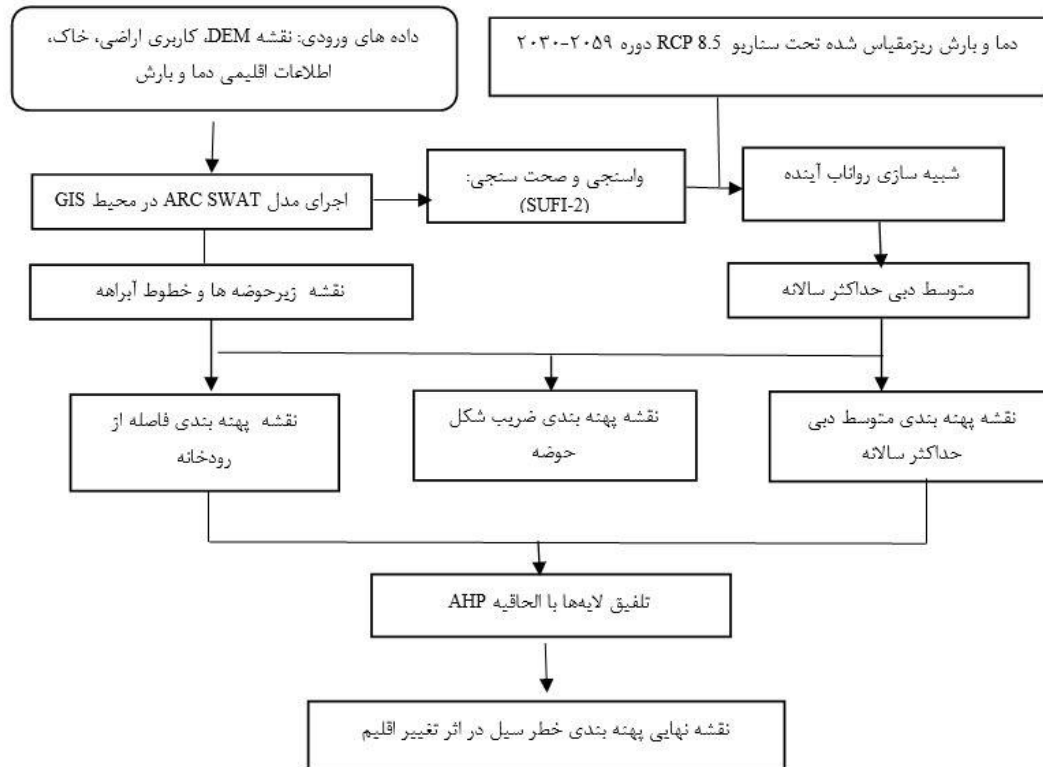 داده های ورودی: نقشه DEM، کاربری اراضی، خاک،
اطلاعات اقلیمی دما و بارش
دما و بارش ریزمقیاس شده تحت سناریو RCP 8.5 دوره ۲۰۵۹-۲۰۳۰
اجرای مدل ARC SWAT در محیط GIS
واسنجی و صحت سنجی:
(SUFI-2)
شبیه سازی رواناب آینده
نقشه زیرحوضه ها و خطوط آبراهه
متوسط دبی حداکثر سالانه
نقشه پهنه بندی فاصله از
رودخانه
نقشه پهنه بندی ضریب شکل
حوضه
نقشه پهنه بندی متوسط دبی
حداکثر سالانه
تلفیق لایه‌ها با الحاقیه AHP
نقشه نهایی پهنه بندی خطر سیل در اثر تغییر اقلیم